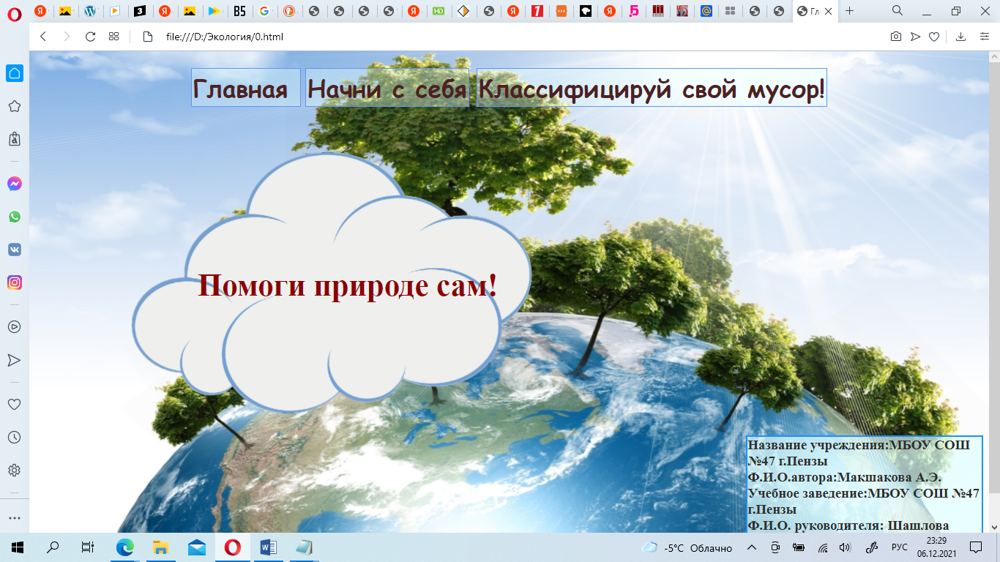 Гл
file:///D:/Экология/0.html
Главная Начни с себя Классифицируй свой мусор!
Помоги природе сам!
Название учреждения:МБОУ СОШ
№47 г.Пензы
Ф.И.О.автора:Макшакова А.Э.
Учебное заведение:МБОУ СОШ №47
г.Пензы
Ф.И.О. руководителя: Шашлова
-5°C Облачно
РУС
23:29
06.12.2021